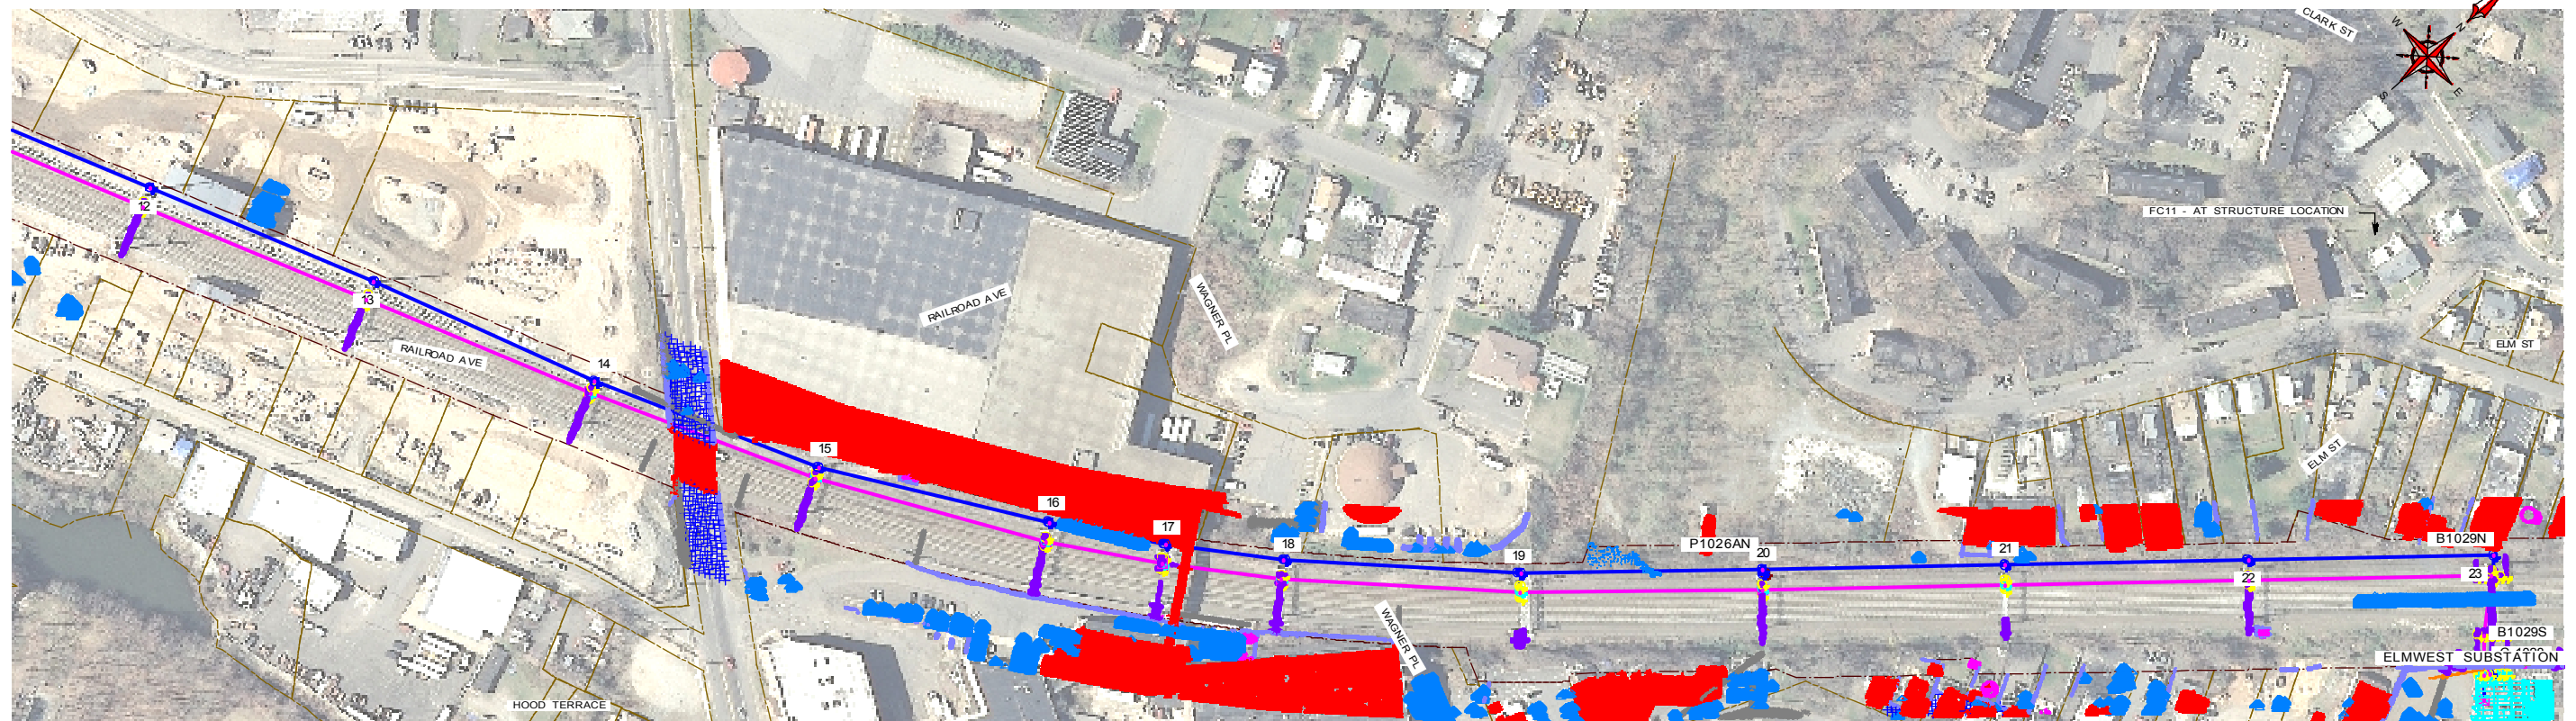 CLARK ST
W
N
S
E
12
FC11 - AT STRUCTURE LOCATION
13
RAILROAD AVE
RAILROAD AVE
WAGNER PL
ELM ST
14
15
ELM ST
16
17
18
19
P1026AN
20
21
22
B1029N
23
WAGNER PL
B1029S
ELMWEST SUBSTATION
HOOD TERRACE